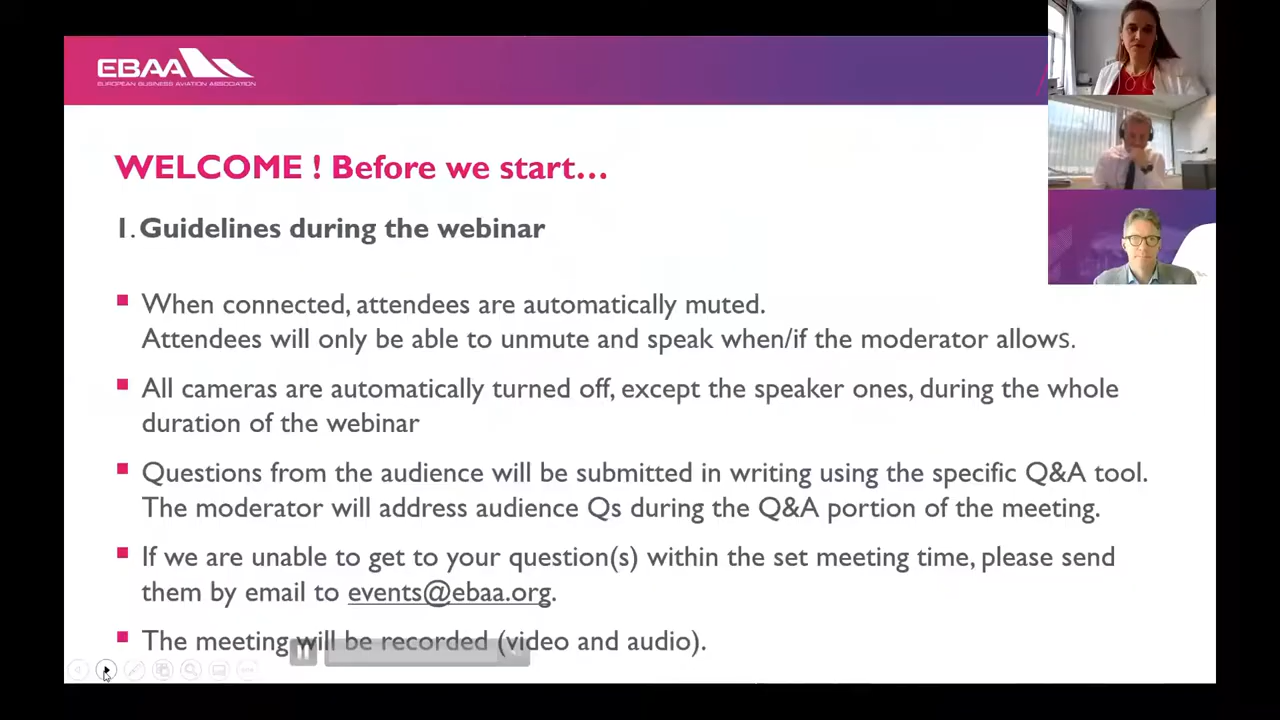 EBAA
EUROPEAN BUSINESS AVIATION ASSOCIATION
WELCOME ! Before we start...
1. Guidelines during the webinar
When connected, attendees are automatically muted.
Attendees will only be able to unmute and speak when/if the moderator allows.
All cameras are automatically turned off, except the speaker ones, during the whole
duration of the webinar
Questions from the audience will be submitted in writing using the specific Q&A tool.
The moderator will address audience Qs during the Q&A portion of the meeting.
If we are unable to get to your question(s) within the set meeting time, please send
them by email to events@ebaa.org.
The meeting will be recorded (video and audio).